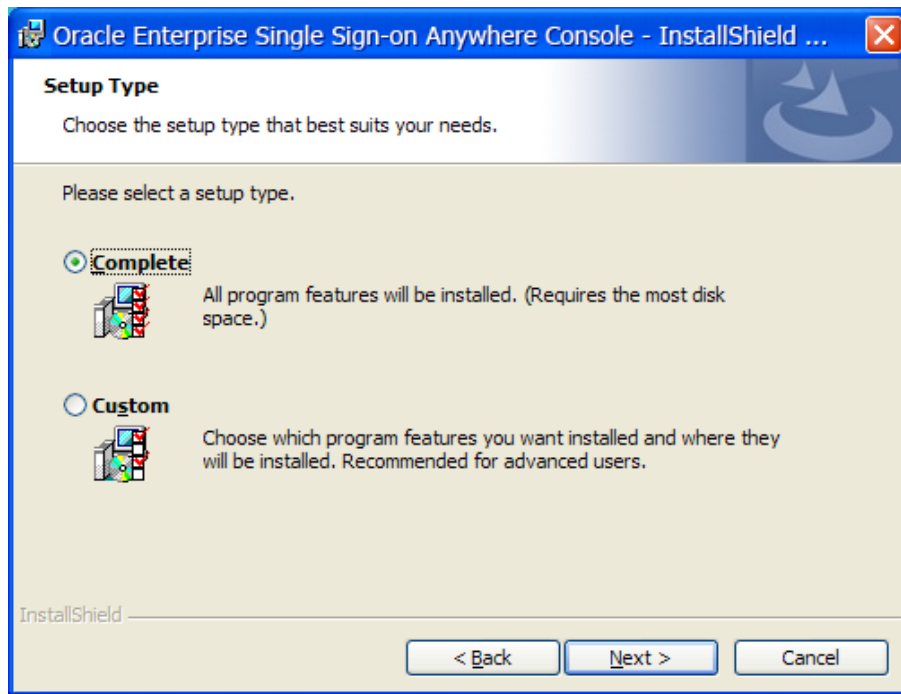 Oracle Enterprise Single Sign-on Anywhere Console - InstallShield ...
Setup Type
Choose the setup type that best suits your needs.
Please select a setup type.
Complete
All program features will be installed. (Requires the most disk
space.)
Custom
Choose which program features you want installed and where they
will be installed. Recommended for advanced users.
InstallShield
< Back Next > Cancel